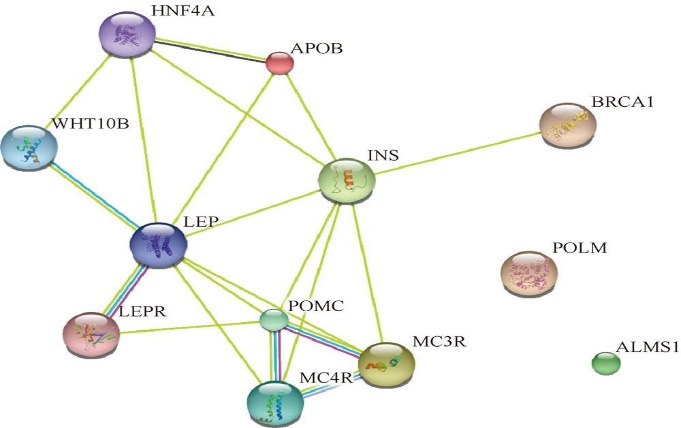 HNF4A
APOB
BRCA1
WHT10B
INS
LEP
POLM
POMC
LEPR
MC3R
ALMS1
MC4R